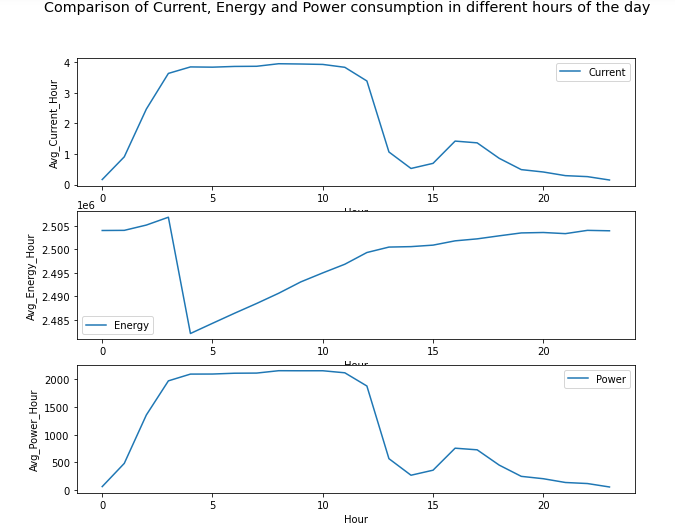 Comparison of Current, Energy and Power consumption in different hours of the day
4
3
2
1
0
Avg_Current_Hour
Current
0 5 10 15 20
Hour
1e6
2.505
2.500
2.495
2.490
2.485
Avg_Energy_Hour
Energy
0 5 10 15 20
Hour
2000
1500
1000
500
0
Avg_Power_Hour
Power
0 5 10 15 20
Hour